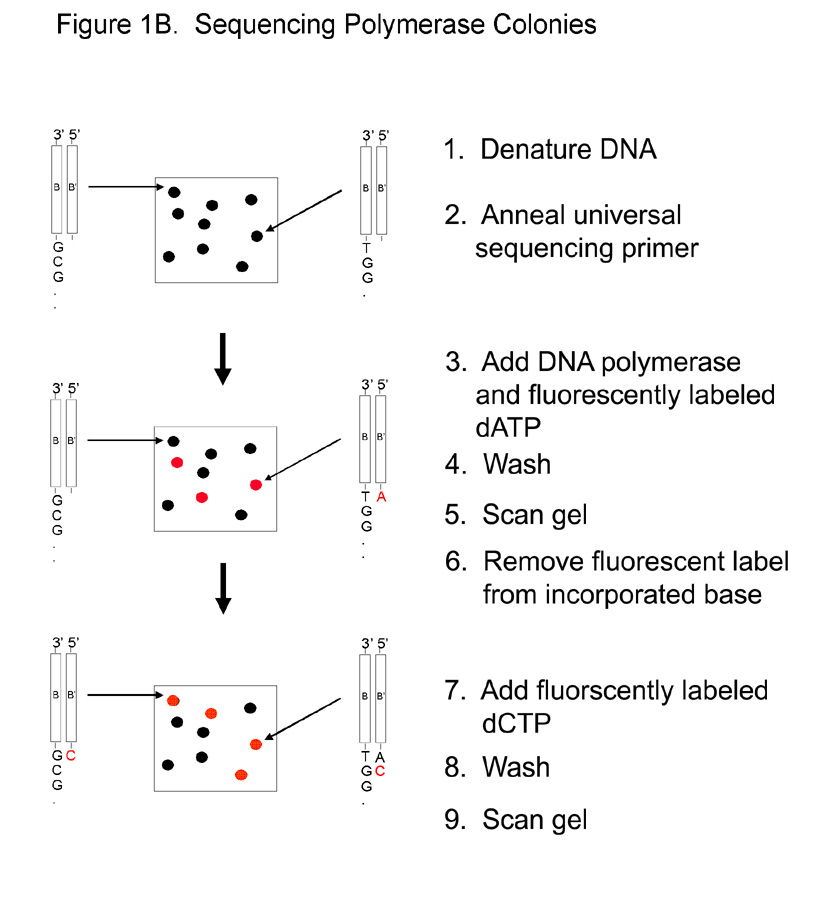 Figure 1B.  Sequencing Polymerase Colonies
3' 5'
B B'
G
C
G
.
.
3' 5'
B B'
T
G
G
.
1.  Denature DNA
2.  Anneal universal
sequencing primer
3' 5'
B B'
G
C
G
.
.
3' 5'
B B'
T A
G
G
.
.
3.  Add DNA polymerase
and fluorescently labeled
dATP
4.  Wash
5.  Scan gel
6.  Remove fluorescent label
from incorporated base
3' 5'
B B'
G C
C
G
.
3' 5'
B B'
T A
G C
G
.
7.  Add fluorscently labeled
dCTP
8.  Wash
9.  Scan gel